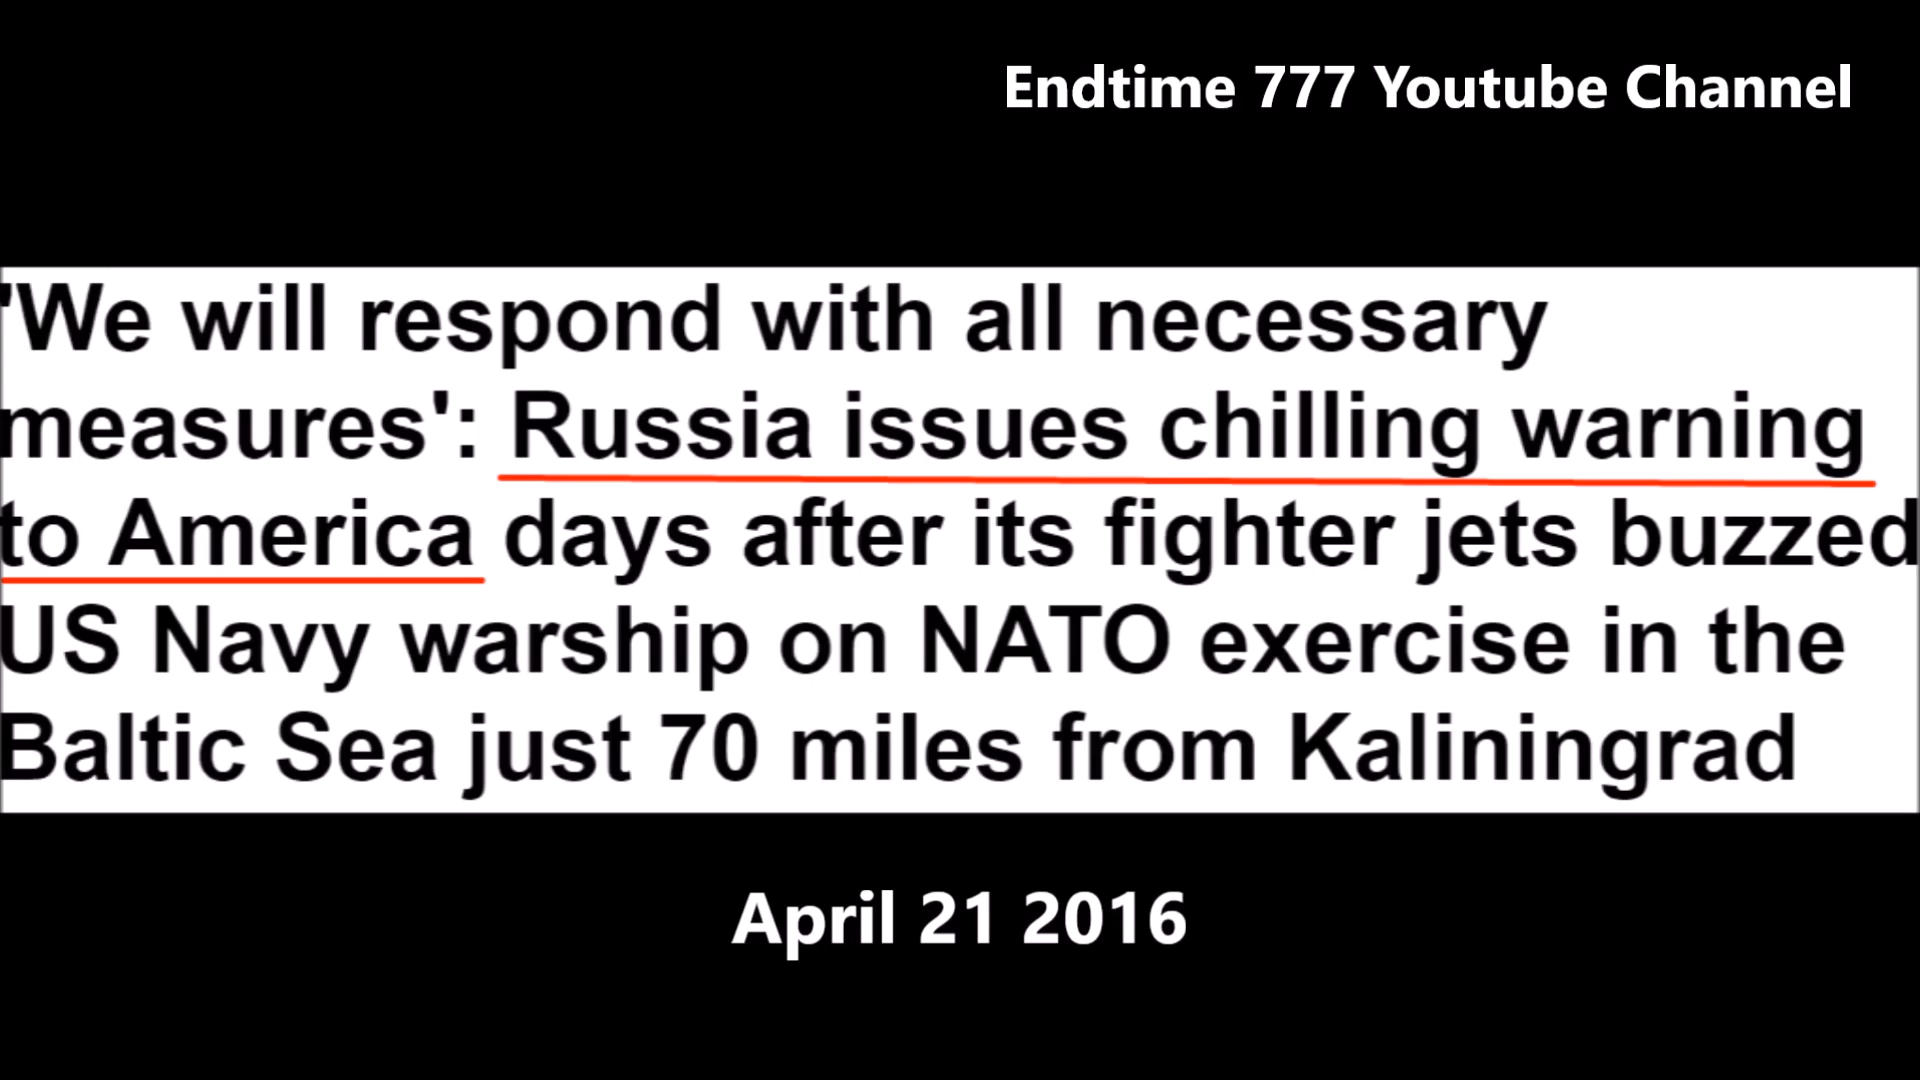 Endtime 777 Youtube Channel
'We will respond with all necessary
measures': Russia issues chilling warning
to America days after its fighter jets buzzed
US Navy warship on NATO exercise in the
Baltic Sea just 70 miles from Kaliningrad
April 21 2016